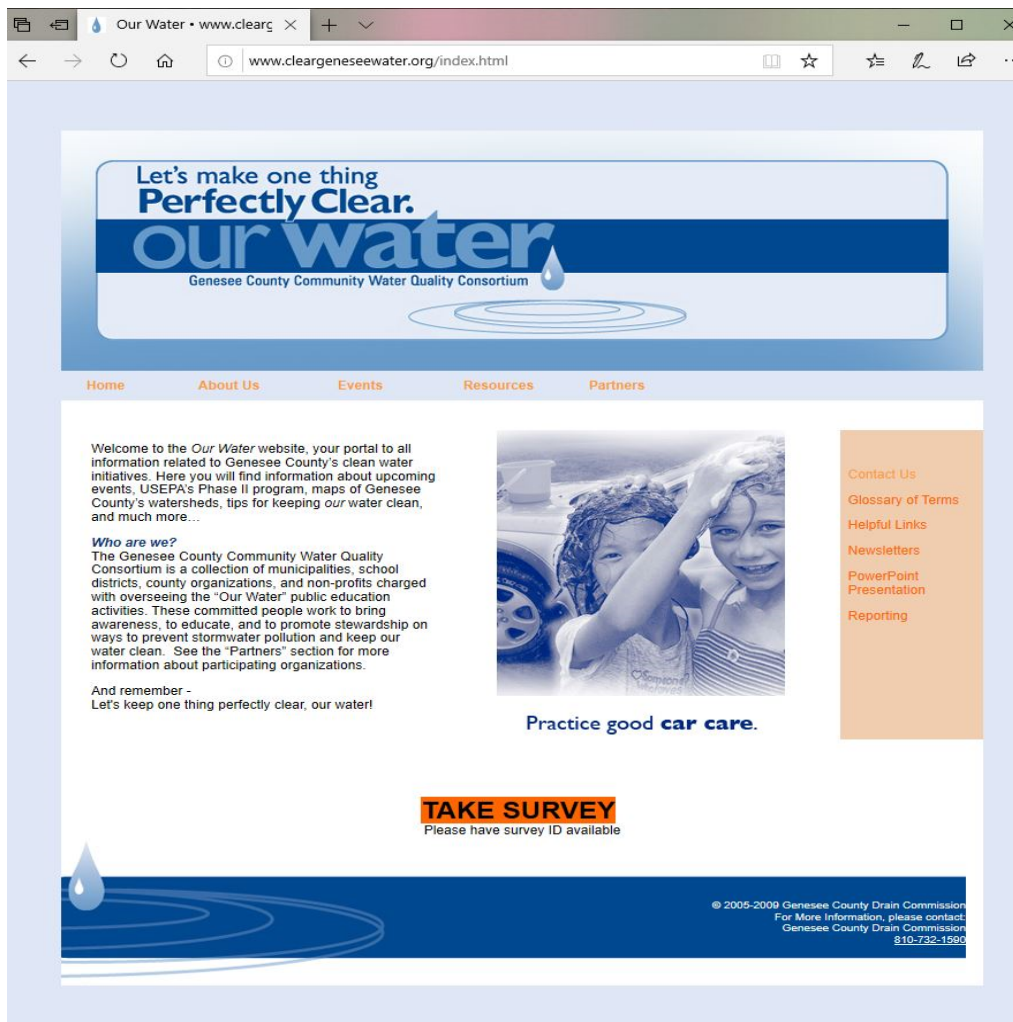 Our Water • www.clearg
www.cleargeneseewater.org/index.html
Let's make one thing
Perfectly Clear.
our water
Genesee County Community Water Quality Consortium
Home About Us Events Resources Partners
Welcome to the Our Water website, your portal to all
information related to Genesee County's clean water
initiatives. Here you will find information about upcoming
events, USEPA's Phase II program, maps of Genesee
County's watersheds, tips for keeping our water clean,
and much more…
Who are we?
The Genesee County Community Water Quality
Consortium is a collection of municipalities, school
districts, county organizations, and non-profits charged
with overseeing the “Our Water” public education
activities. These committed people work to bring
awareness, to educate, and to promote stewardship on
ways to prevent stormwater pollution and keep our
water clean. See the “Partners” section for more
information about participating organizations.
And remember -
Let's keep one thing perfectly clear, our water!
Someone
loves
Practice good car care.
Contact Us
Glossary of Terms
Helpful Links
Newsletters
PowerPoint
Presentation
Reporting
TAKE SURVEY
Please have survey ID available
© 2005-2009 Genesee County Drain Commission
For More Information, please contact:
Genesee County Drain Commission
810-732-1590